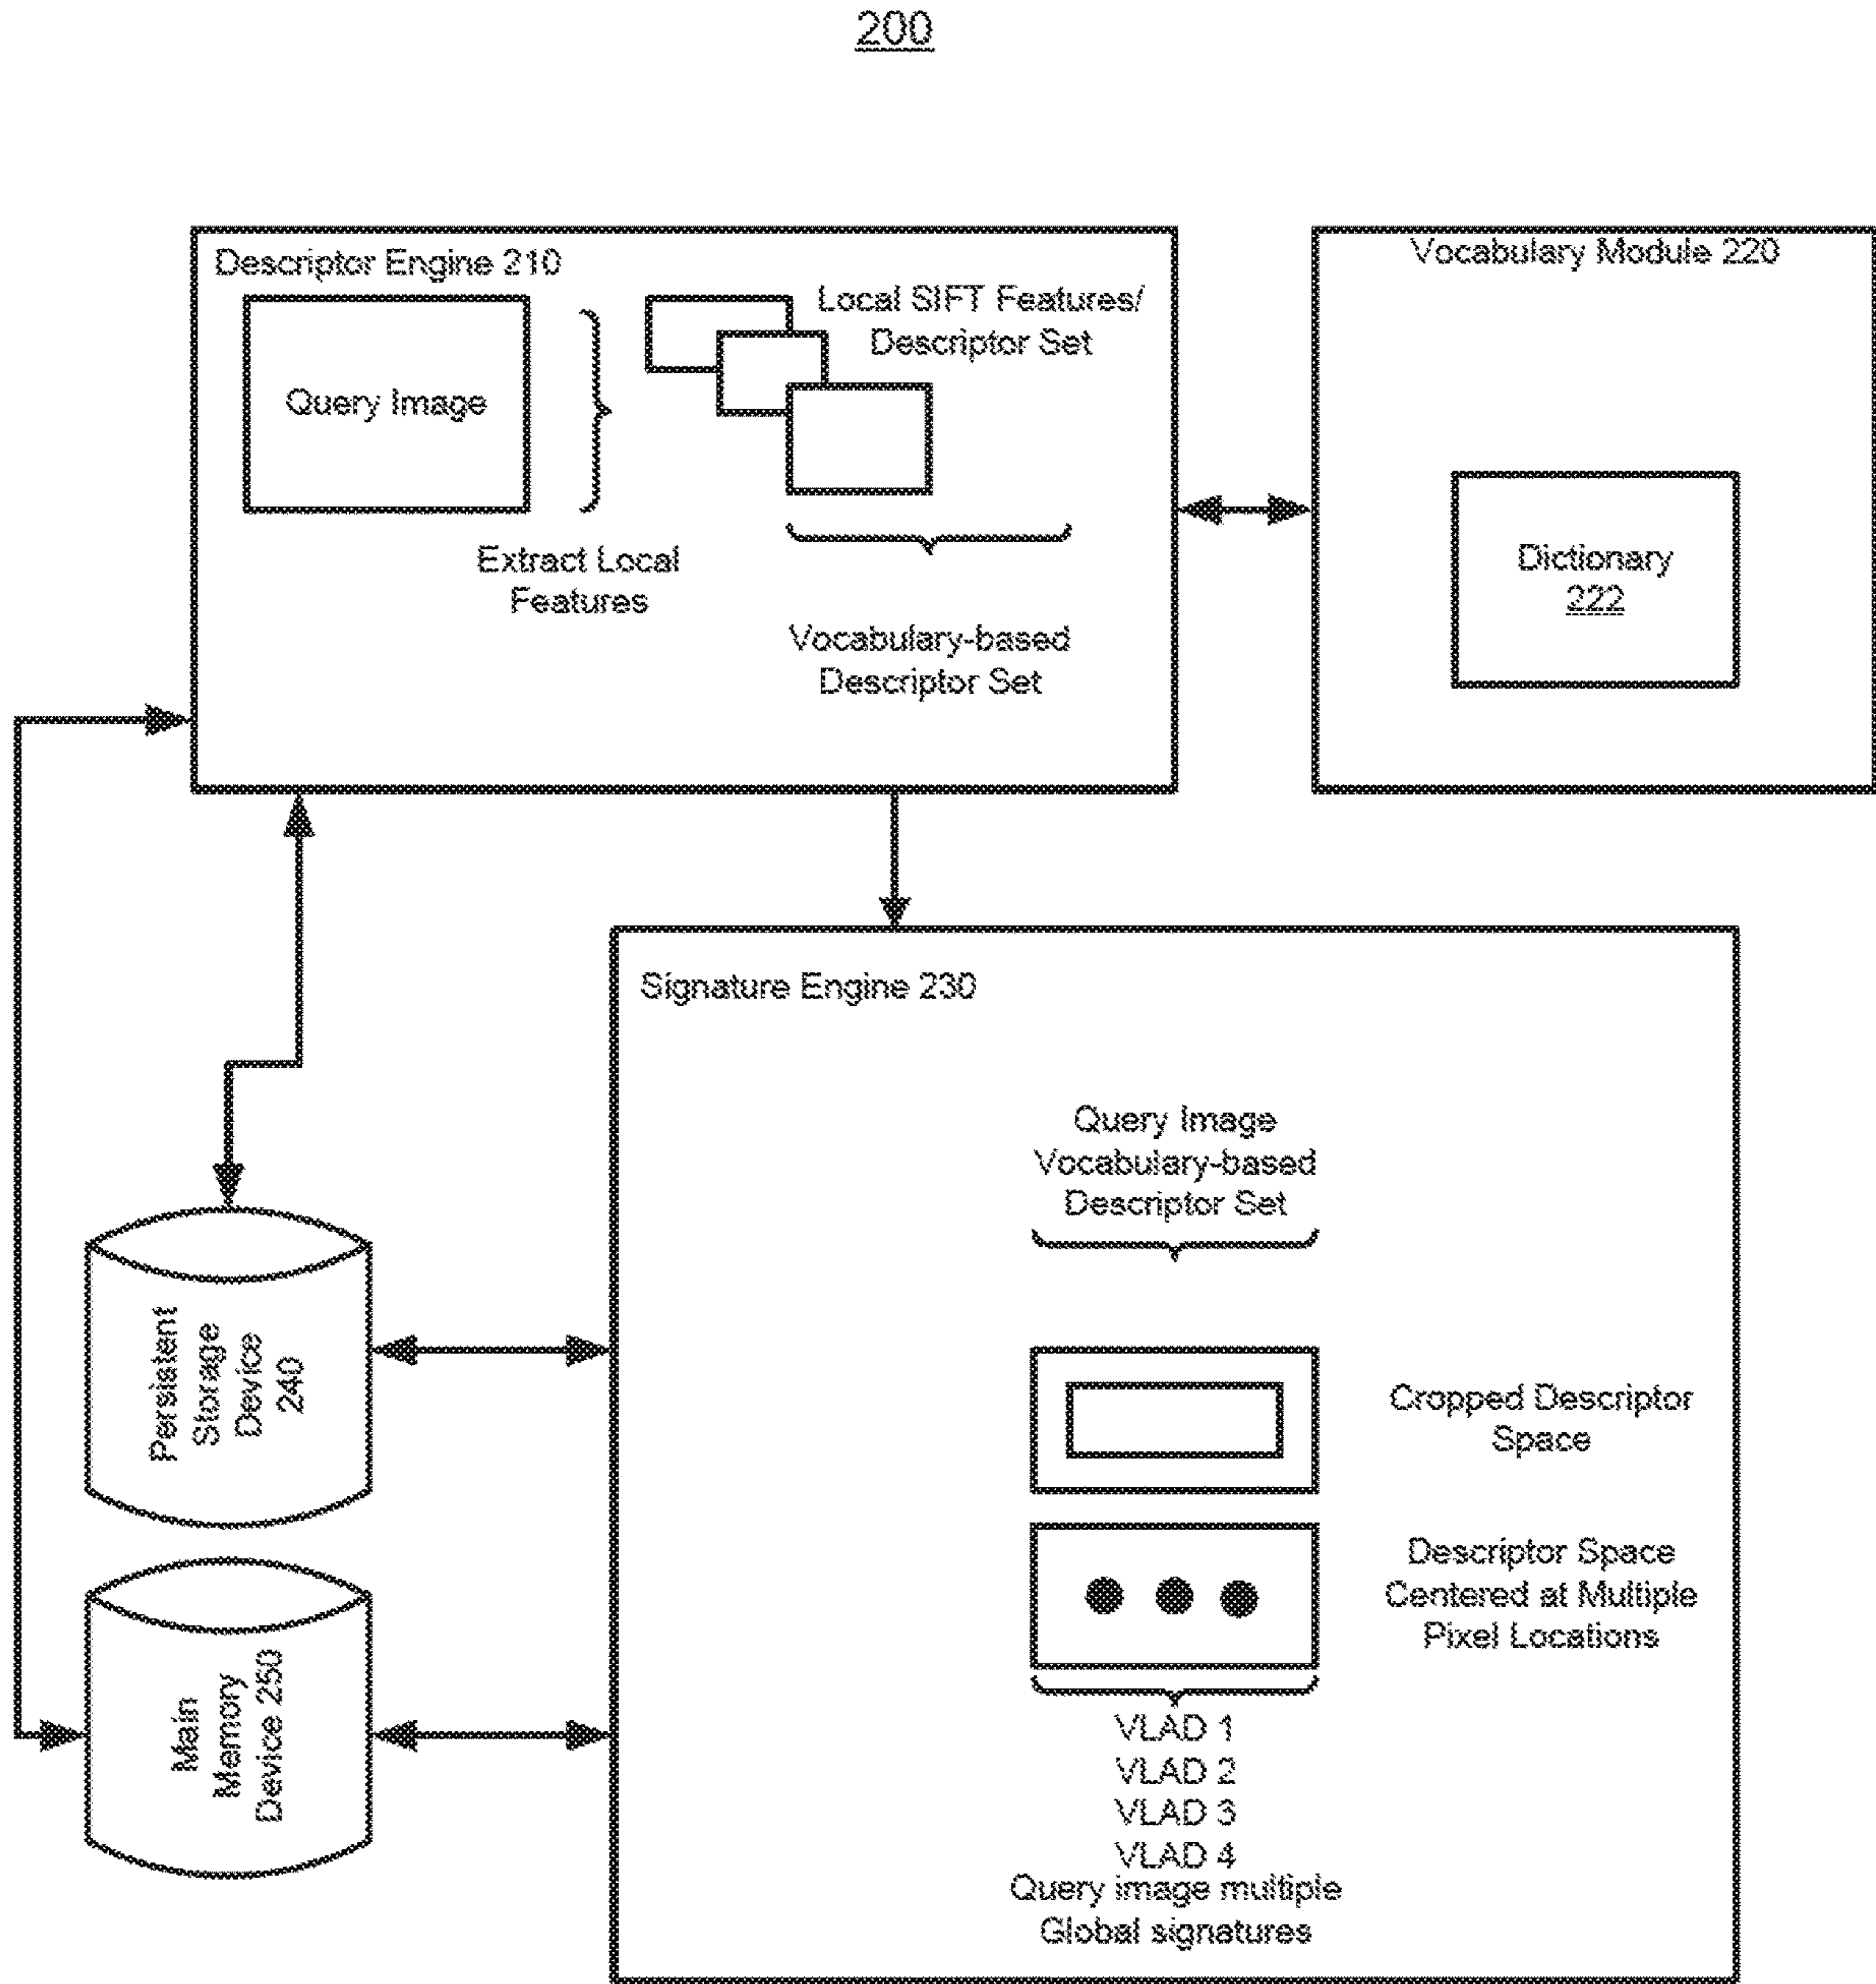 200
Descriptor Engine 210
Query Image
Extract Local
Features
Local SIFT Features/
Descriptor Set
Vocabulary-based
Descriptor Set
Vocabulary Module 220
Dictionary
222
Signature Engine 230
Query Image
Vocabulary-based
Descriptor Set
Cropped Descriptor
Space
Descriptor Space
Centered at Multiple
Pixel Locations
VLAD 1
VLAD 2
VLAD 3
VLAD 4
Query image multiple
Global signatures
Persistent
Storage
Device
240
Main
Memory
Device 250